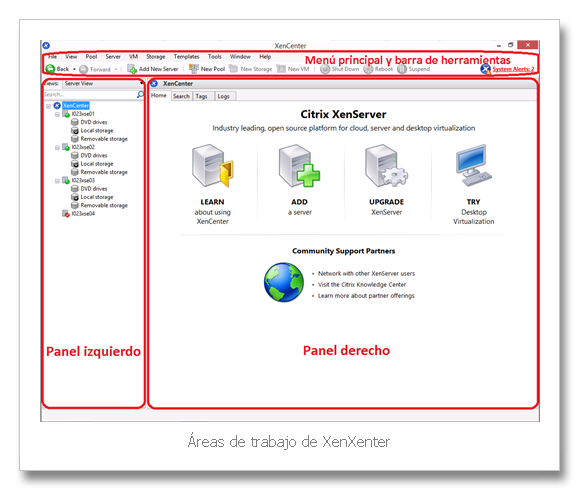 XenCenter
File View Pool Server VM Storage Templates Tools Window Help
Menú principal y barra de herramientas
Back Forward Add New Server New Pool New Storage New VM Shut Down Reboot Suspend System Alerts: 2
Views: Server View
Search...
XenCenter
l023xse01
DVD drives
Local storage
Removable storage
l023xse02
DVD drives
Local storage
Removable storage
l023xse03
DVD drives
Local storage
Removable storage
l023xse04
Panel izquierdo
XenCenter
Home Search Tags Logs
Citrix XenServer
Industry leading, open source platform for cloud, server and desktop virtualization
LEARN
about using
XenCenter
ADD
a server
UPGRADE
XenServer
TRY
Desktop
Virtualization
Community Support Partners
• Network with other XenServer users
• Visit the Citrix Knowledge Center
• Learn more about partner offerings
Panel derecho
Áreas de trabajo de XenXenter